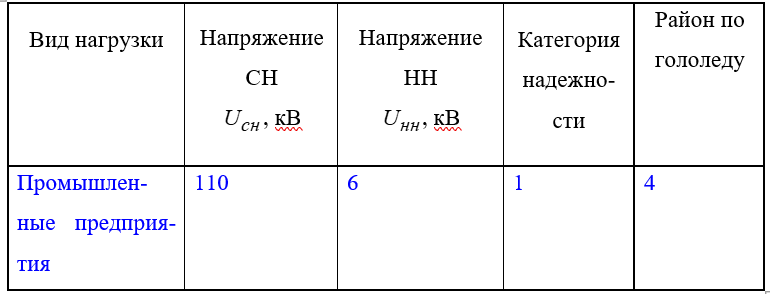 Вид нагрузки
Напряжение
СН
Uсн, кВ
Напряжение
НН
Uнн, кВ
Категория
надежно-
сти
Район по
гололеду
Промышлен-
ные предприя-
тия
110
6
1
4